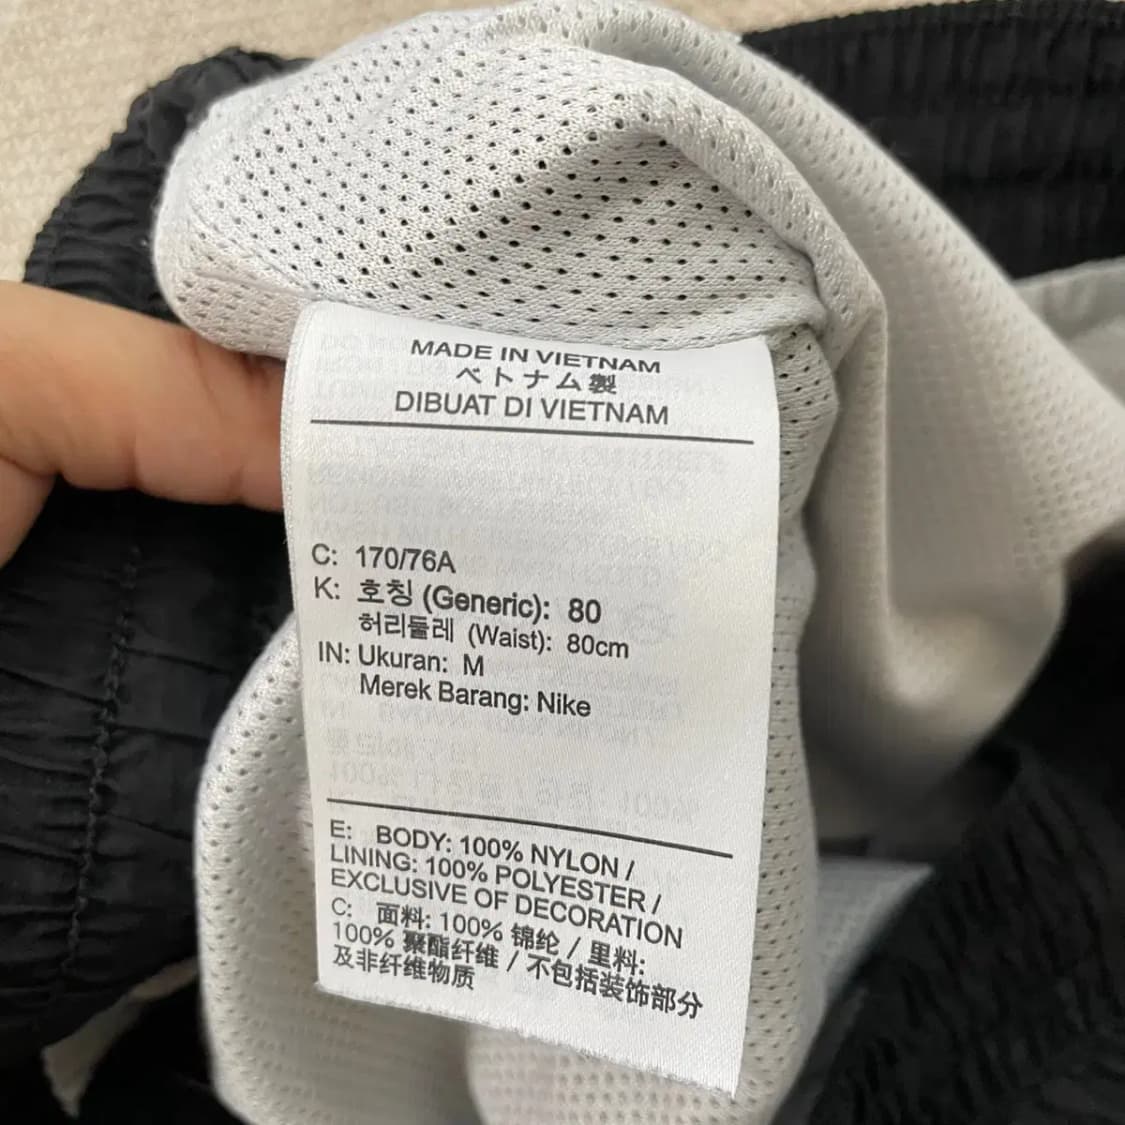 MADE IN VIETNAM
ベトナム製
DIBUAT DI VIETNAM
C: 170/76A
K: 호칭 (Generic): 80
허리둘레 (Waist): 80cm
IN: Ukuran: M
Merek Barang: Nike
E: BODY: 100% NYLON /
LINING: 100% POLYESTER /
EXCLUSIVE OF DECORATION
C: 面料: 100% 锦纶 / 里料:
100% 聚酯纤维 / 不包括装饰部分
及非纤维物质